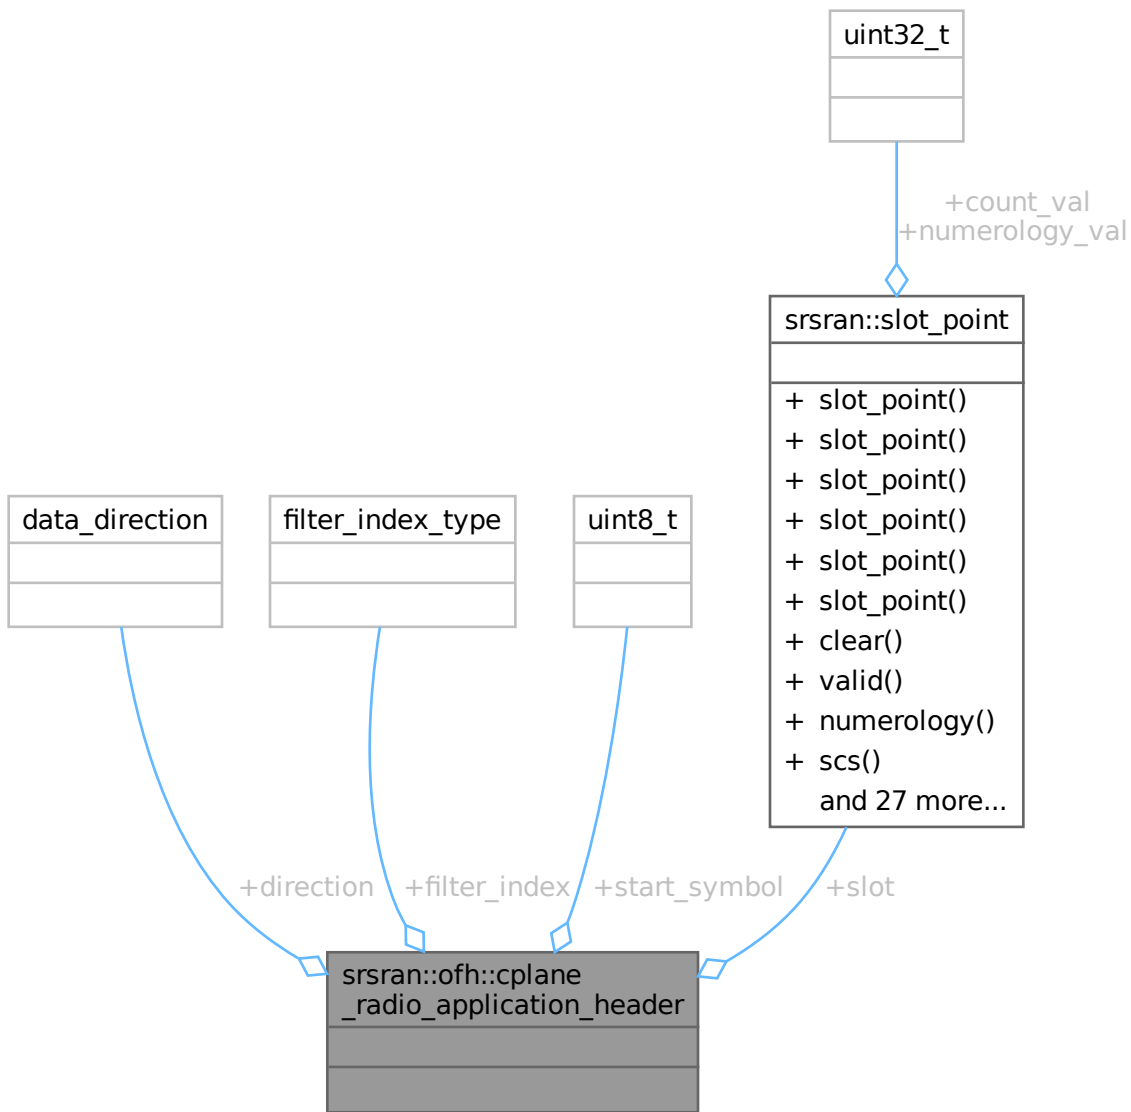 uint32_t
+count_val
+numerology_val
srsran::slot_point
+ slot_point()
+ slot_point()
+ slot_point()
+ slot_point()
+ slot_point()
+ slot_point()
+ clear()
+ valid()
+ numerology()
+ scs()
and 27 more...
data_direction
filter_index_type
uint8_t
+direction
+filter_index
+start_symbol
+slot
srsran::ofh::cplane
_radio_application_header